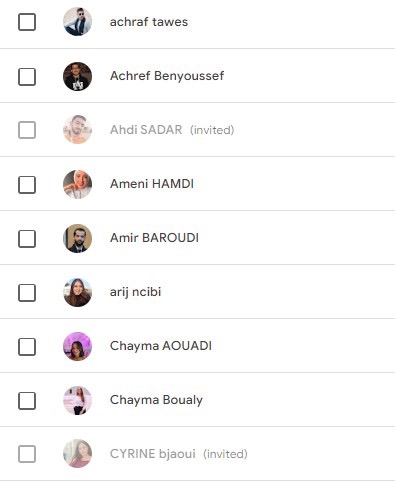 achraf tawes
Achref Benyoussef
Ahdi SADAR (invited)
Ameni HAMDI
Amir BAROUDI
arij ncibi
Chayma AOUADI
Chayma Boualy
CYRINE bjaoui (invited)